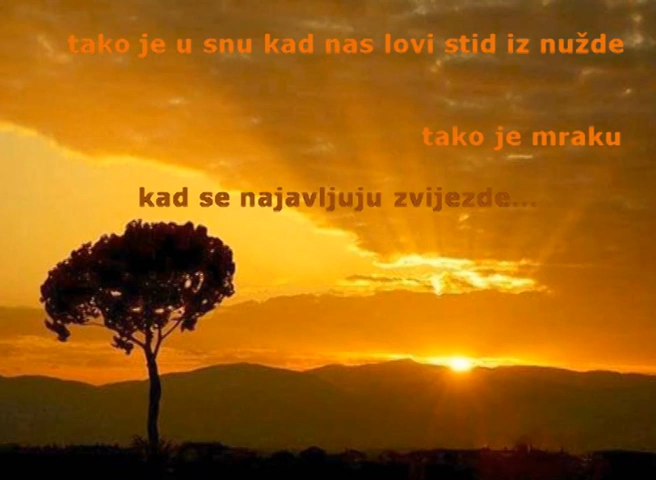 tako je u snu kad nas lovi stid iz nužde
tako je mraku
kad se najavljuju zvijezde...